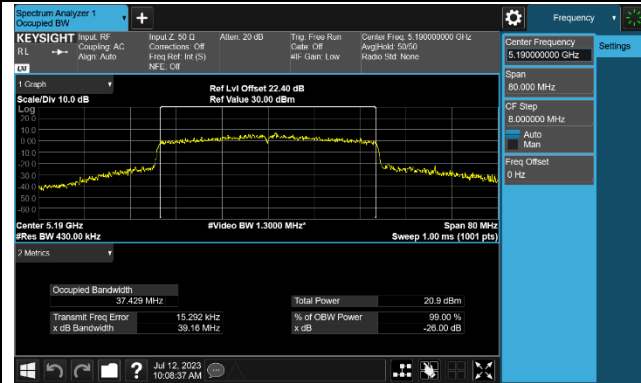 Spectrum Analyzer 1
Occupied BW
Frequency
KEYSIGHT
RL
LXI
Input: RF
Coupling: AC
Align: Auto
Input Z: 50 Ω
Corrections: Off
Freq Ref: Int (S)
NFE: Off
Atten: 20 dB
Trig: Free Run
Gate: Off
#IF Gain: Low
Center Freq: 5.190000000 GHz
Avg|Hold: 50/50
Radio Std: None
Center Frequency
5.190000000 GHz
Settings
Span
80.000 MHz
CF Step
8.000000 MHz
Auto
Man
Freq Offset
0 Hz
1 Graph
Scale/Div 10.0 dB
Ref Lvl Offset 22.40 dB
Ref Value 30.00 dBm
Log
20.0
10.0
0.00
-10.0
-20.0
-30.0
-40.0
-50.0
-60.0
Center 5.19 GHz
#Res BW 430.00 kHz
#Video BW 1.3000 MHz*
Span 80 MHz
Sweep 1.00 ms (1001 pts)
2 Metrics
Occupied Bandwidth
37.429 MHz
Transmit Freq Error 15.292 kHz
x dB Bandwidth 39.16 MHz
Total Power 20.9 dBm
% of OBW Power 99.00 %
x dB -26.00 dB
Jul 12, 2023
10:08:37 AM